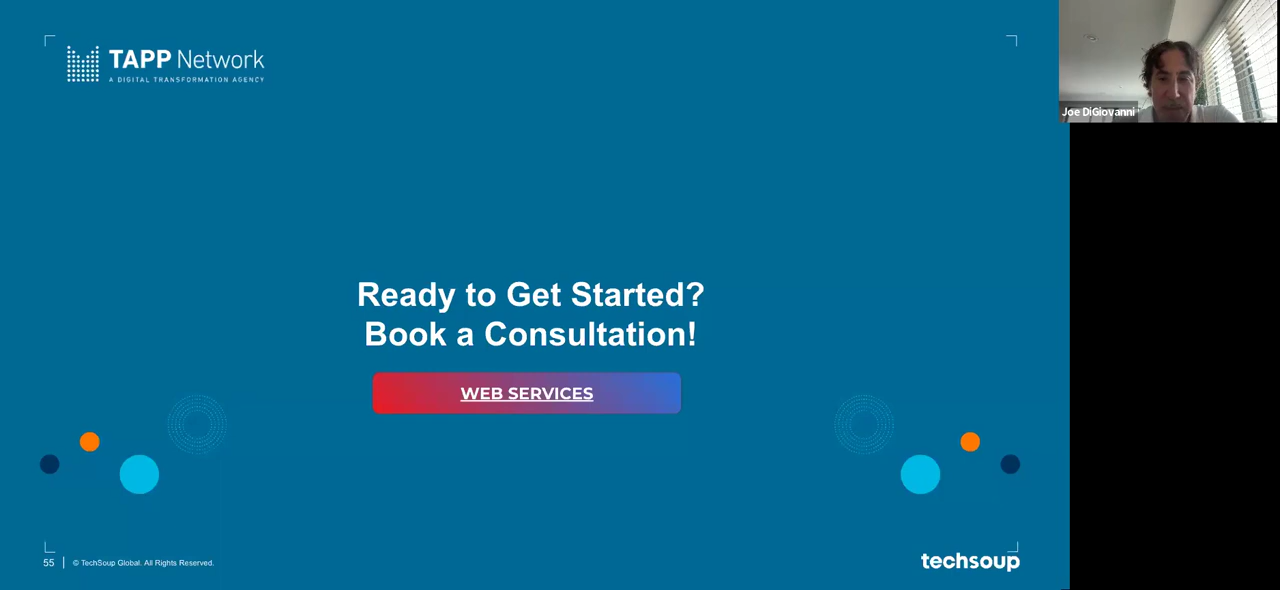 TAPP Network
A DIGITAL TRANSFORMATION AGENCY
Joe DiGiovanni
Ready to Get Started?
Book a Consultation!
WEB SERVICES
55
© TechSoup Global. All Rights Reserved.
techsoup